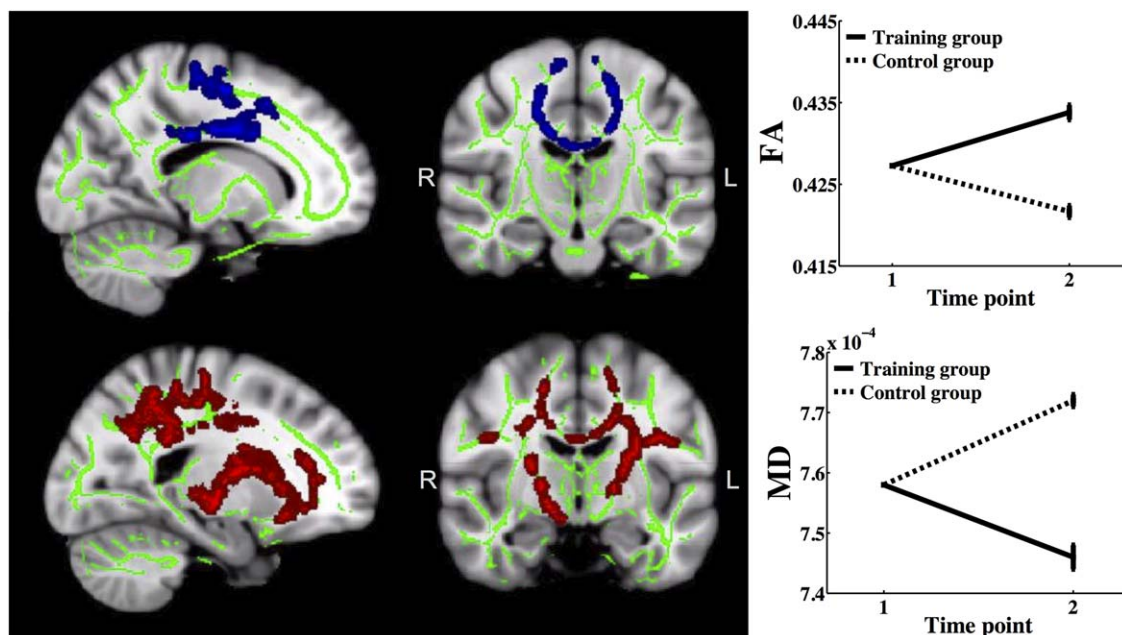 R
L
0.445
0.435
0.425
0.415
FA
Training group
Control group
1
2
Time point
R
L
x 10⁻⁴
7.8
7.7
7.6
7.5
7.4
MD
Training group
Control group
1
2
Time point